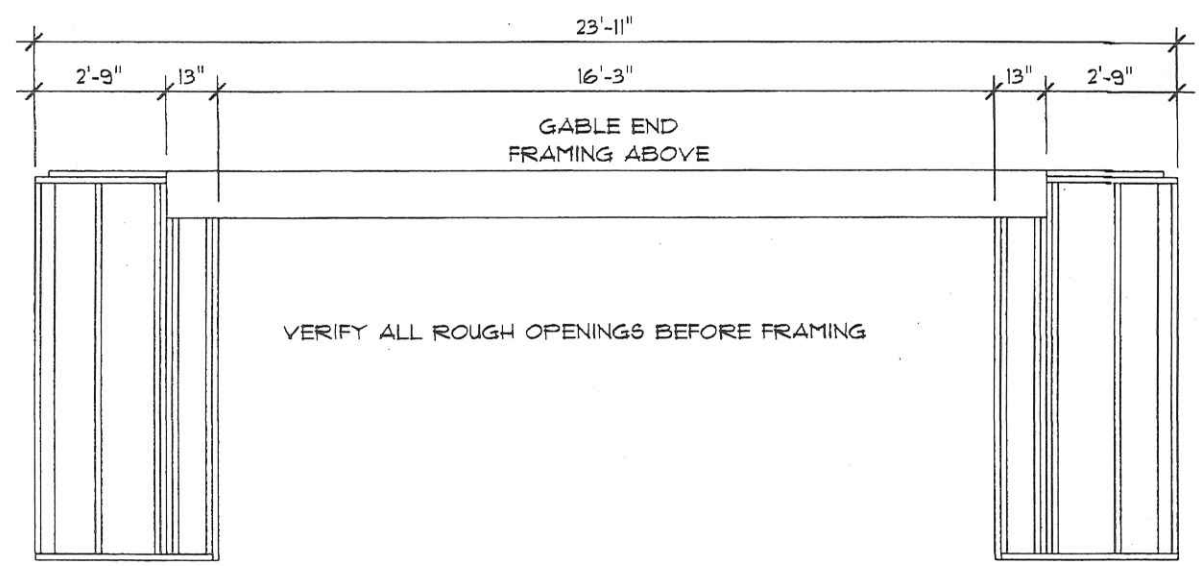 23'-11"
2'-9" 13" 16'-3" 13" 2'-9"
GABLE END
FRAMING ABOVE
VERIFY ALL ROUGH OPENINGS BEFORE FRAMING